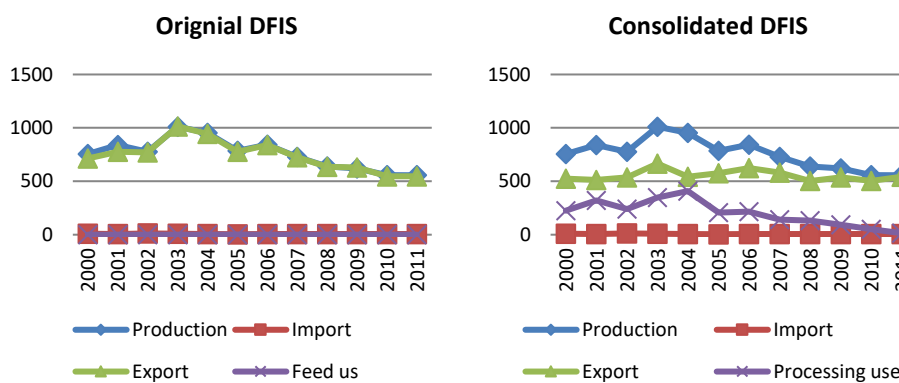 Orignial DFIS
1500
1000
500
0
2000 2001 2002 2003 2004 2005 2006 2007 2008 2009 2010 2011
Production Import
Export Feed us
Consolidated DFIS
1500
1000
500
0
2000 2001 2002 2003 2004 2005 2006 2007 2008 2009 2010 2011
Production Import
Export Processing use